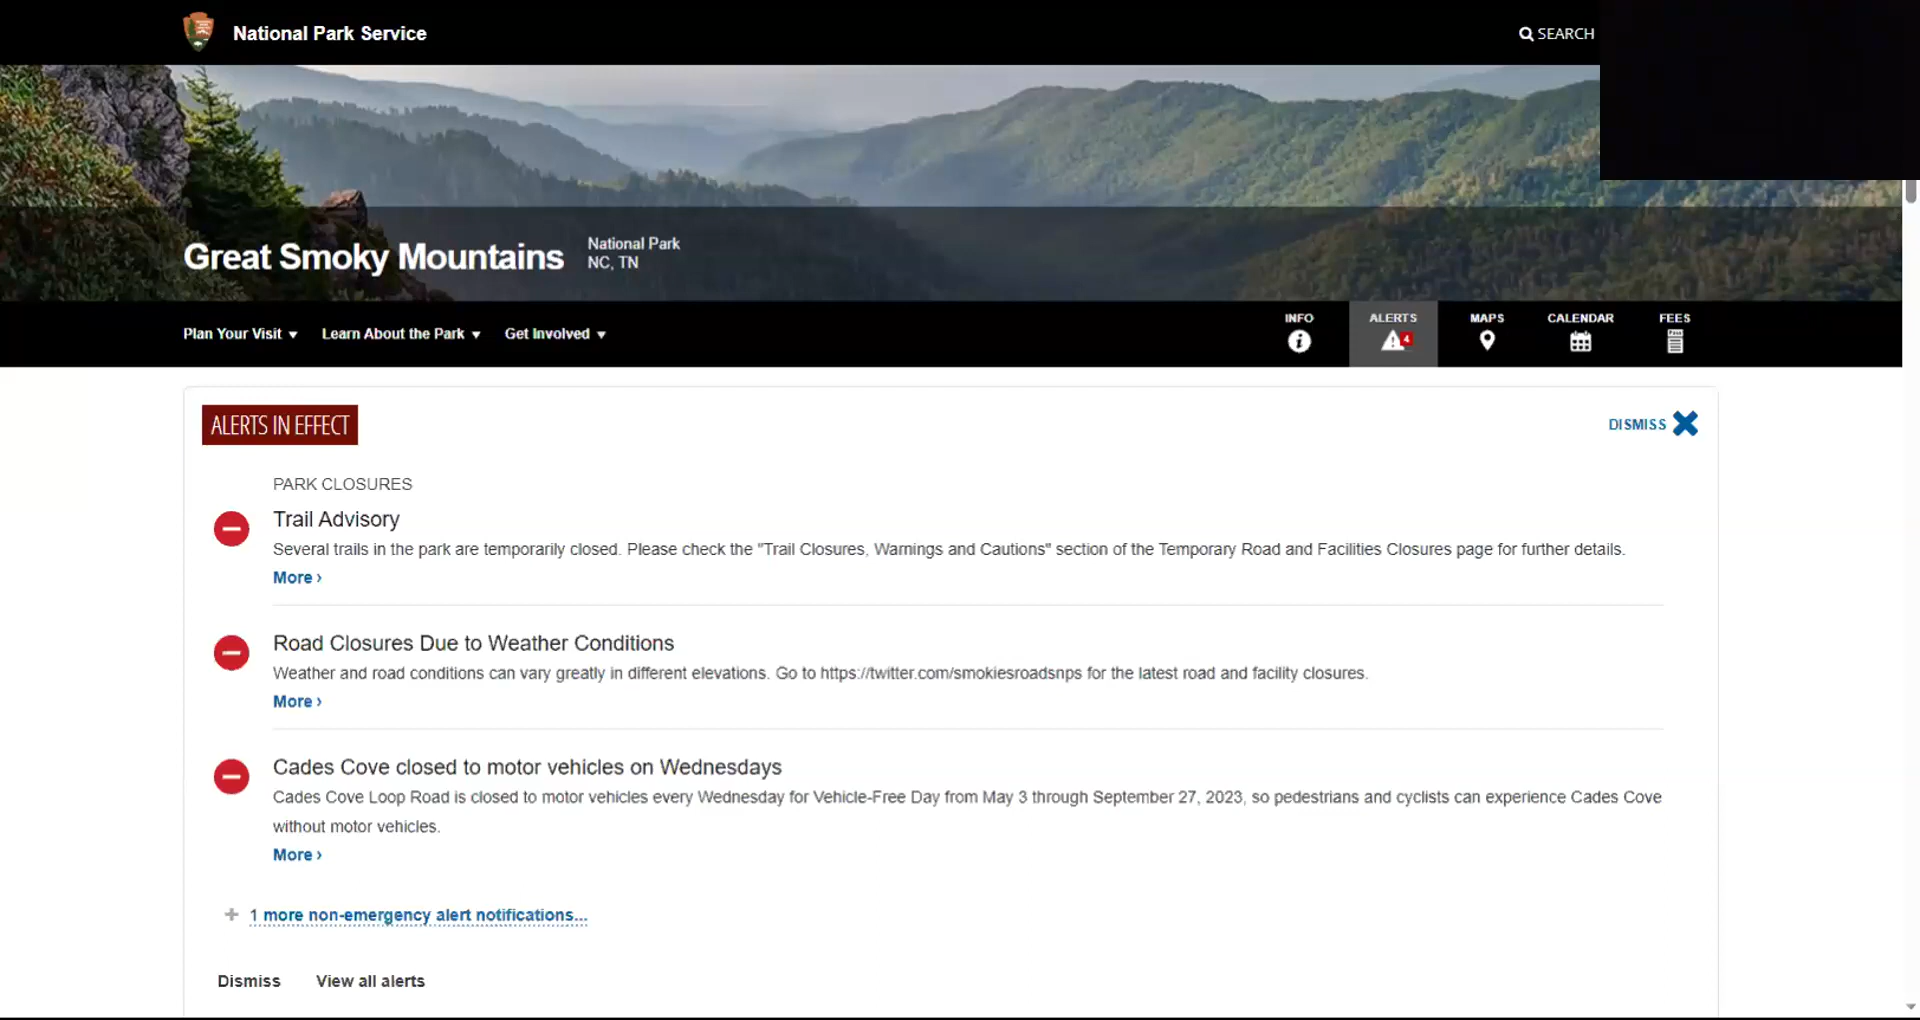 National Park Service
SEARCH
Great Smoky Mountains
National Park
NC, TN
Plan Your Visit
Learn About the Park
Get Involved
INFO
ALERTS
4
MAPS
CALENDAR
FEES
ALERTS IN EFFECT
DISMISS
PARK CLOSURES
Trail Advisory
Several trails in the park are temporarily closed. Please check the "Trail Closures, Warnings and Cautions" section of the Temporary Road and Facilities Closures page for further details.
More ›
Road Closures Due to Weather Conditions
Weather and road conditions can vary greatly in different elevations. Go to https://twitter.com/smokiesroadsnps for the latest road and facility closures.
More ›
Cades Cove closed to motor vehicles on Wednesdays
Cades Cove Loop Road is closed to motor vehicles every Wednesday for Vehicle-Free Day from May 3 through September 27, 2023, so pedestrians and cyclists can experience Cades Cove
without motor vehicles.
More ›
+ 1 more non-emergency alert notifications...
Dismiss
View all alerts